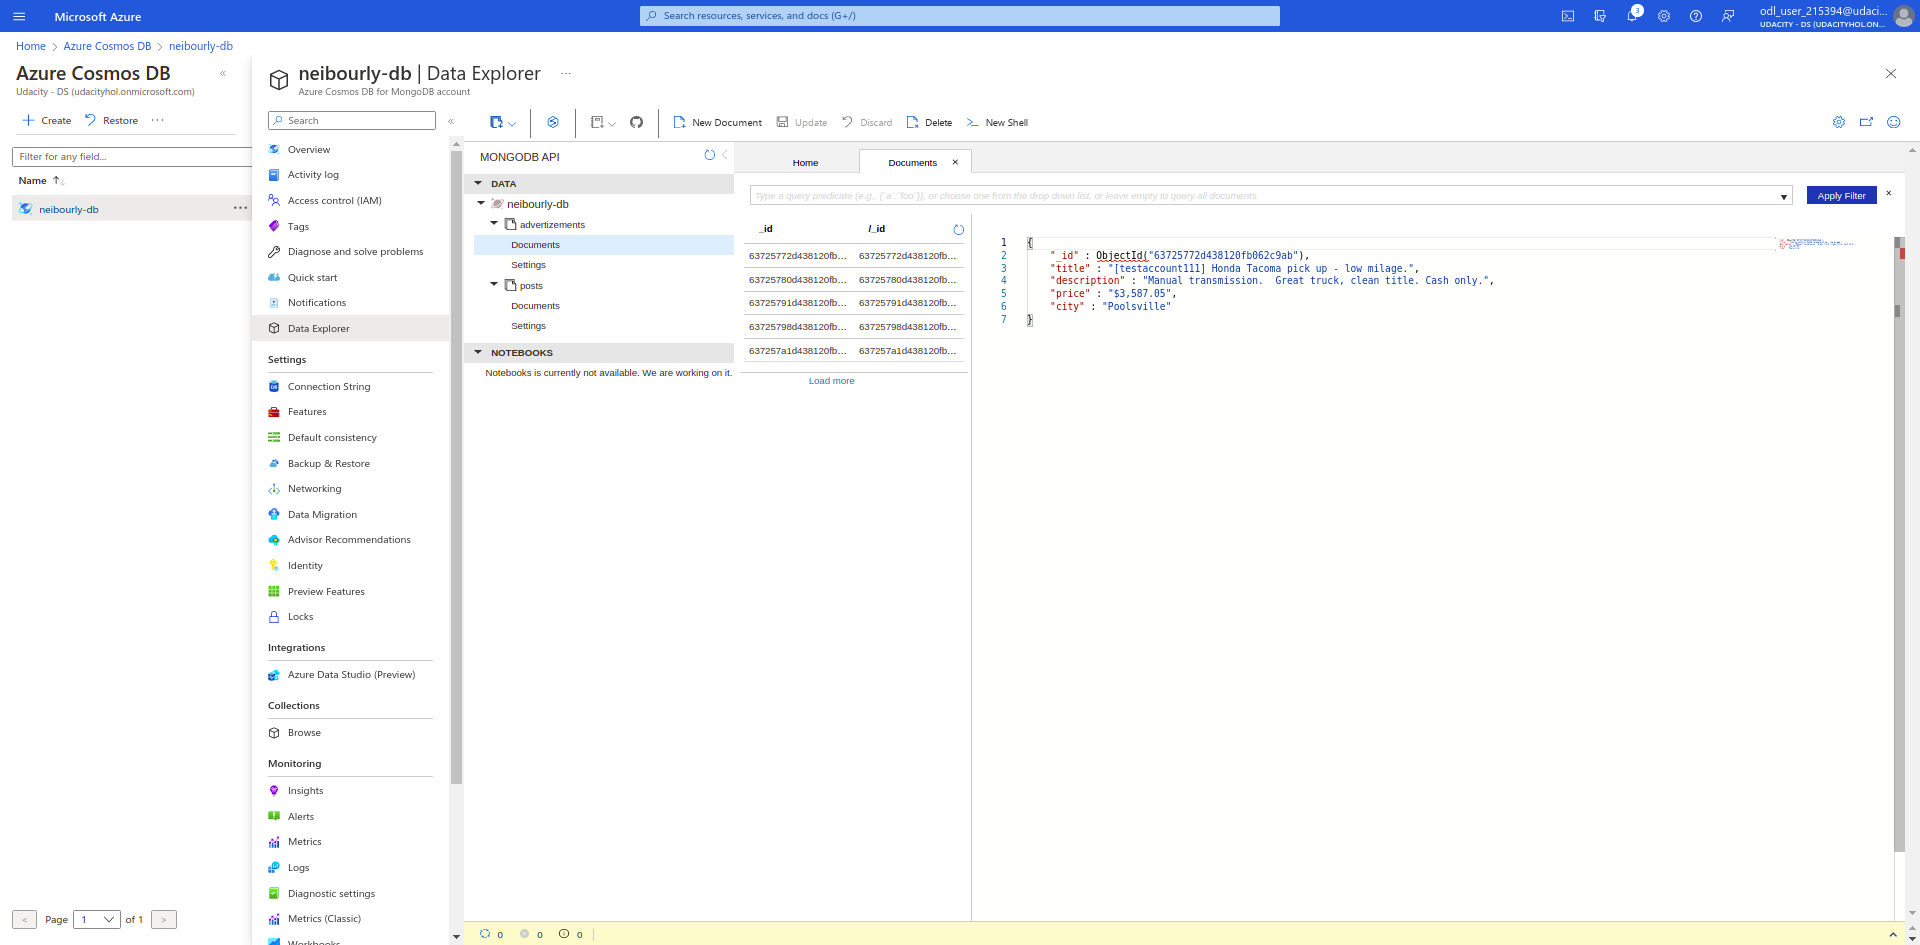 Microsoft Azure
Search resources, services, and docs (G+/)
3
odl_user_215394@udaci...
UDACITY - DS (UDACITYHOL.ON...
Home > Azure Cosmos DB > neibourly-db
Azure Cosmos DB «
Udacity - DS (udacityhol.onmicrosoft.com)
+ Create Restore ...
Filter for any field...
Name
neibourly-db ...
< Page 1 of 1 >
neibourly-db | Data Explorer ...
Azure Cosmos DB for MongoDB account
Search «
Overview
Activity log
Access control (IAM)
Tags
Diagnose and solve problems
Quick start
Notifications
Data Explorer
Settings
Connection String
Features
Default consistency
Backup & Restore
Networking
Data Migration
Advisor Recommendations
Identity
Preview Features
Locks
Integrations
Azure Data Studio (Preview)
Collections
Browse
Monitoring
Insights
Alerts
Metrics
Logs
Diagnostic settings
Metrics (Classic)
Workbooks
New Document Update Discard Delete New Shell
MONGODB API
DATA
neibourly-db
advertizements
Documents
Settings
posts
Documents
Settings
NOTEBOOKS
Notebooks is currently not available. We are working on it.
Home Documents ×
Type a query predicate (e.g., {´a´:´foo´}), or choose one from the drop down list, or leave empty to query all documents.
Apply Filter ×
_id /_id
63725772d438120fb... 63725772d438120fb...
63725780d438120fb... 63725780d438120fb...
63725791d438120fb... 63725791d438120fb...
63725798d438120fb... 63725798d438120fb...
637257a1d438120fb... 637257a1d438120fb...
Load more
1 {
2 "_id" : ObjectId("63725772d438120fb062c9ab"),
3 "title" : "[testaccount111] Honda Tacoma pick up - low milage.",
4 "description" : "Manual transmission.  Great truck, clean title. Cash only.",
5 "price" : "$3,587.05",
6 "city" : "Poolsville"
7 }
0 0 0